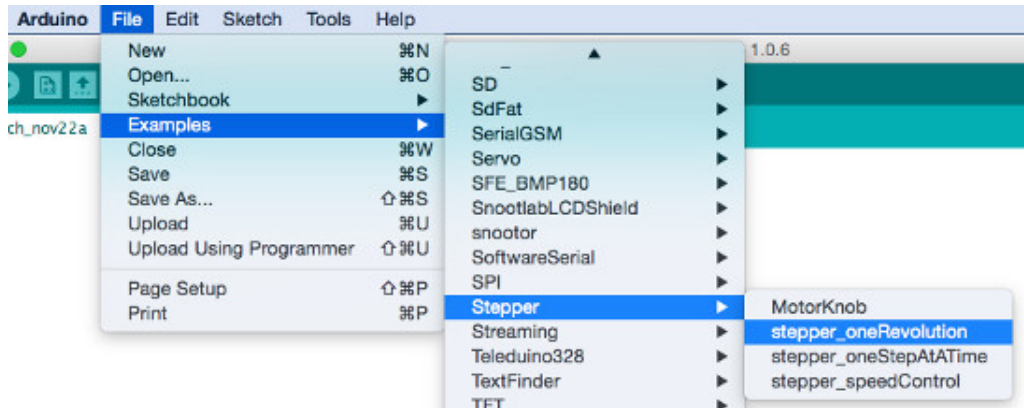 Arduino File Edit Sketch Tools Help
1.0.6
ch_nov22a
New ⌘N
Open... ⌘O
Sketchbook
Examples
Close ⌘W
Save ⌘S
Save As... ⇧⌘S
Upload ⌘U
Upload Using Programmer ⇧⌘U
Page Setup ⇧⌘P
Print ⌘P
SD
SdFat
SerialGSM
Servo
SFE_BMP180
SnootlabLCDShield
snootor
SoftwareSerial
SPI
Stepper
Streaming
Teleduino328
TextFinder
TFT
MotorKnob
stepper_oneRevolution
stepper_oneStepAtATime
stepper_speedControl